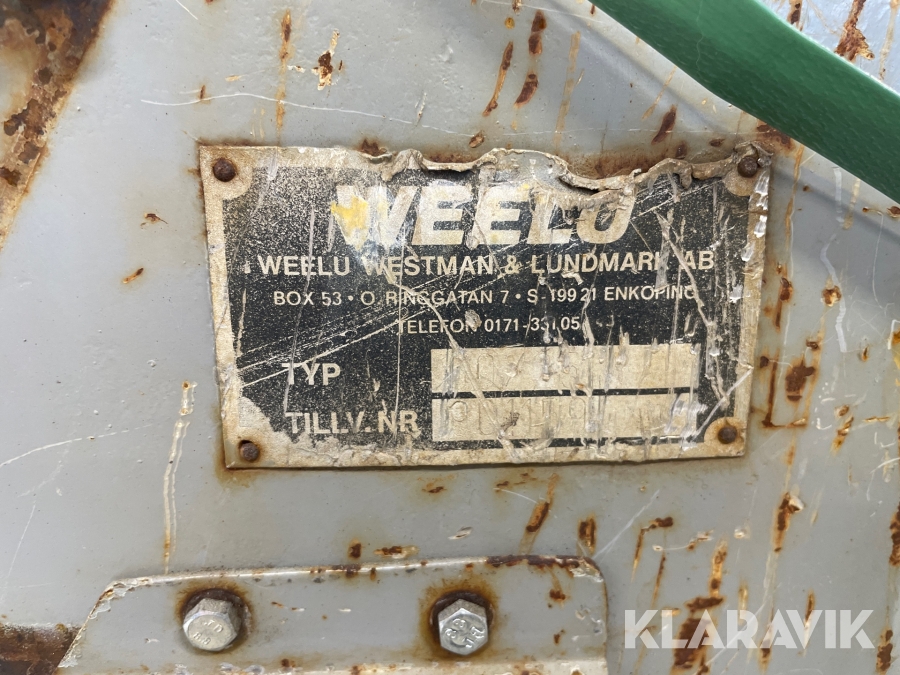 WEELU
WEELU WESTMAN & LUNDMARK AB
BOX 53 • Ö. RINGGATAN 7 • S-199 21 ENKÖPING
TELEFON 0171-331 05
TYP
TILLV. NR
KLARAVIK